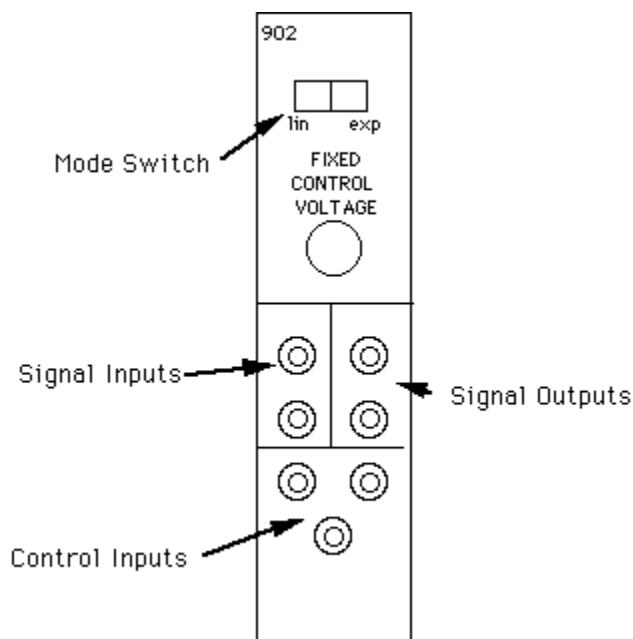 902
lin exp
Mode Switch
FIXED
CONTROL
VOLTAGE
Signal Inputs
Signal Outputs
Control Inputs